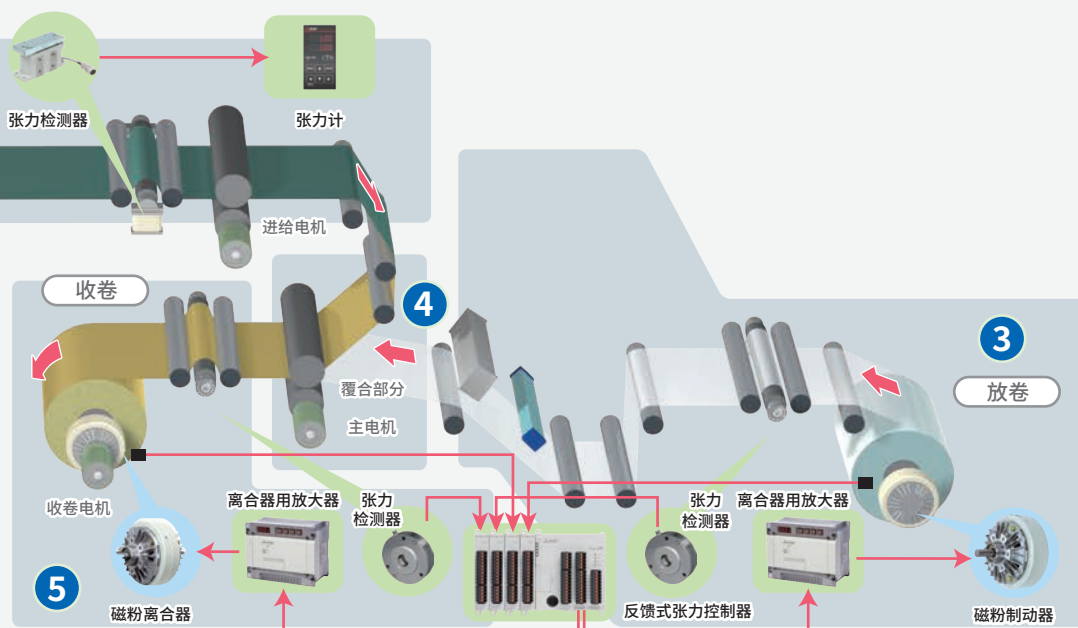 张力检测器
张力计
进给电机
收卷
4
3
放卷
覆合部分
主电机
收卷电机
离合器用放大器
张力
检测器
张力
检测器
离合器用放大器
5
磁粉离合器
反馈式张力控制器
磁粉制动器